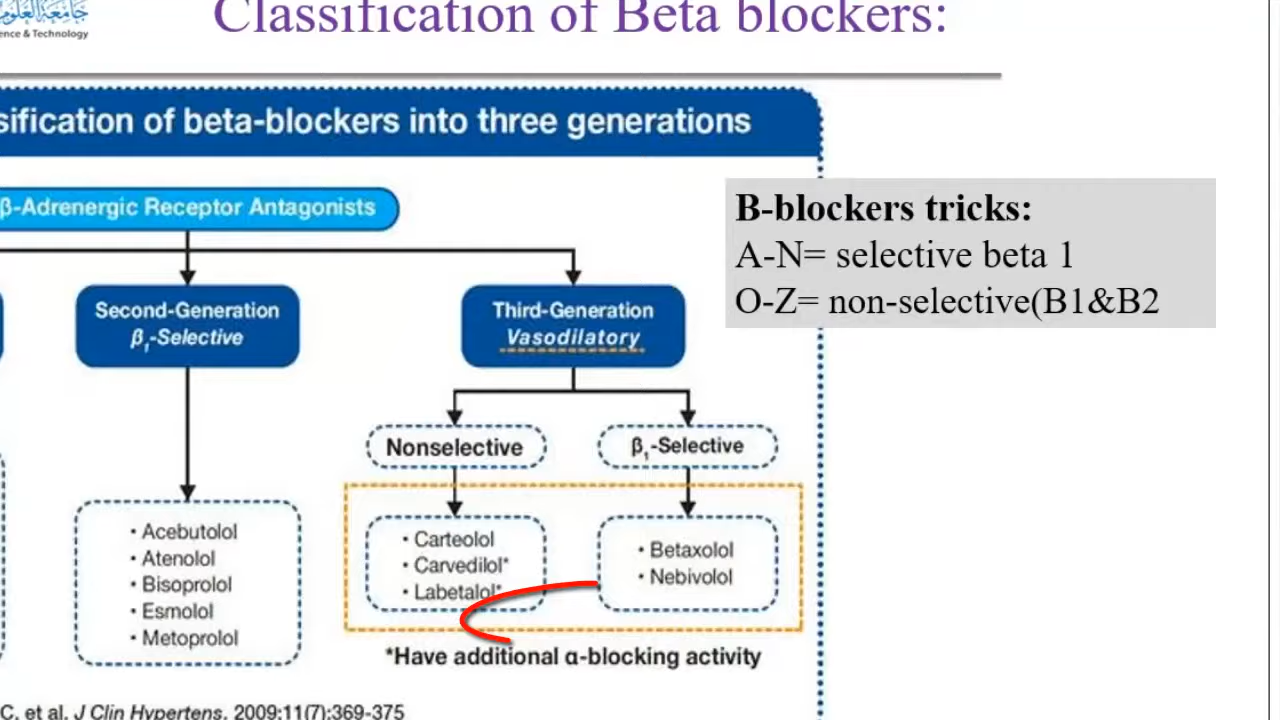 جامعة العلوم
ence & Technology
Classification of Beta blockers:
sification of beta-blockers into three generations
β-Adrenergic Receptor Antagonists
B-blockers tricks:
A-N= selective beta 1
O-Z= non-selective(B1&B2
Second-Generation
β₁-Selective
Third-Generation
Vasodilatory
Nonselective
β₁-Selective
• Acebutolol
• Atenolol
• Bisoprolol
• Esmolol
• Metoprolol
• Carteolol
• Carvedilol*
• Labetalol*
• Betaxolol
• Nebivolol
*Have additional α-blocking activity
C, et al. J Clin Hypertens. 2009;11(7):369-375